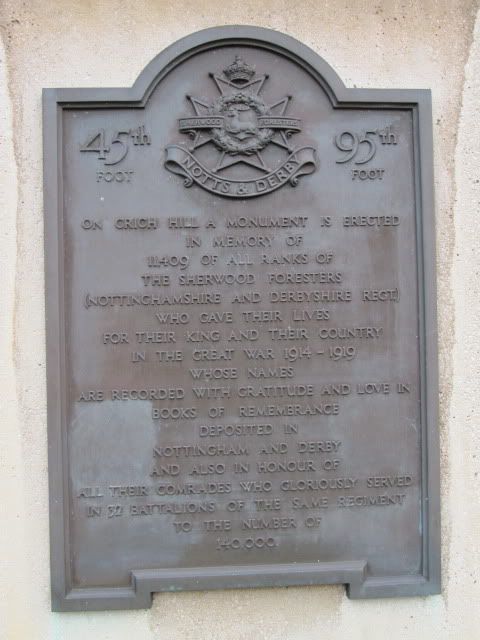 SHERWOOD FORESTERS
NOTTS & DERBY
45th FOOT
95th FOOT
ON CRICH HILL A MONUMENT IS ERECTED
IN MEMORY OF
11409 OF ALL RANKS OF
THE SHERWOOD FORESTERS
(NOTTINGHAMSHIRE AND DERBYSHIRE REGT.)
WHO GAVE THEIR LIVES
FOR THEIR KING AND THEIR COUNTRY
IN THE GREAT WAR 1914 - 1919
WHOSE NAMES
ARE RECORDED WITH GRATITUDE AND LOVE IN
BOOKS OF REMEMBRANCE
DEPOSITED IN
NOTTINGHAM AND DERBY
AND ALSO IN HONOUR OF
ALL THEIR COMRADES WHO GLORIOUSLY SERVED
IN 32 BATTALIONS OF THE SAME REGIMENT
TO THE NUMBER OF
140,000